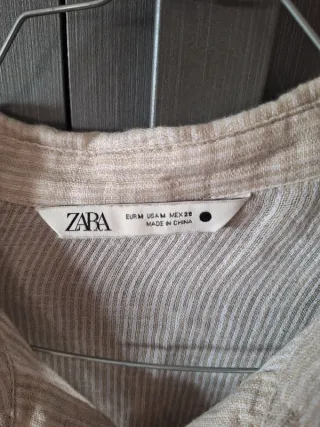 ZARA
EUR M USA M MEX 28
MADE IN CHINA